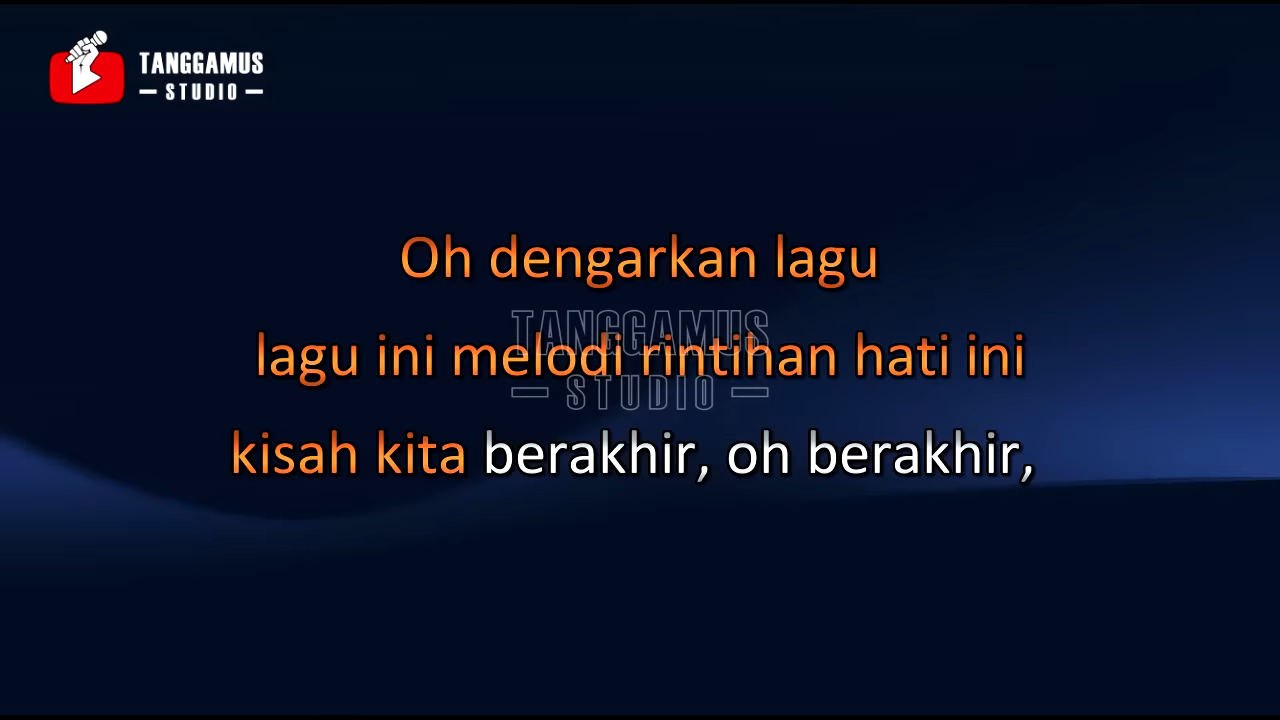 TANGGAMUS
STUDIO
Oh dengarkan lagu
TANGGAMUS
lagu ini melodi rintihan hati ini
STUDIO
kisah kita berakhir, oh berakhir,